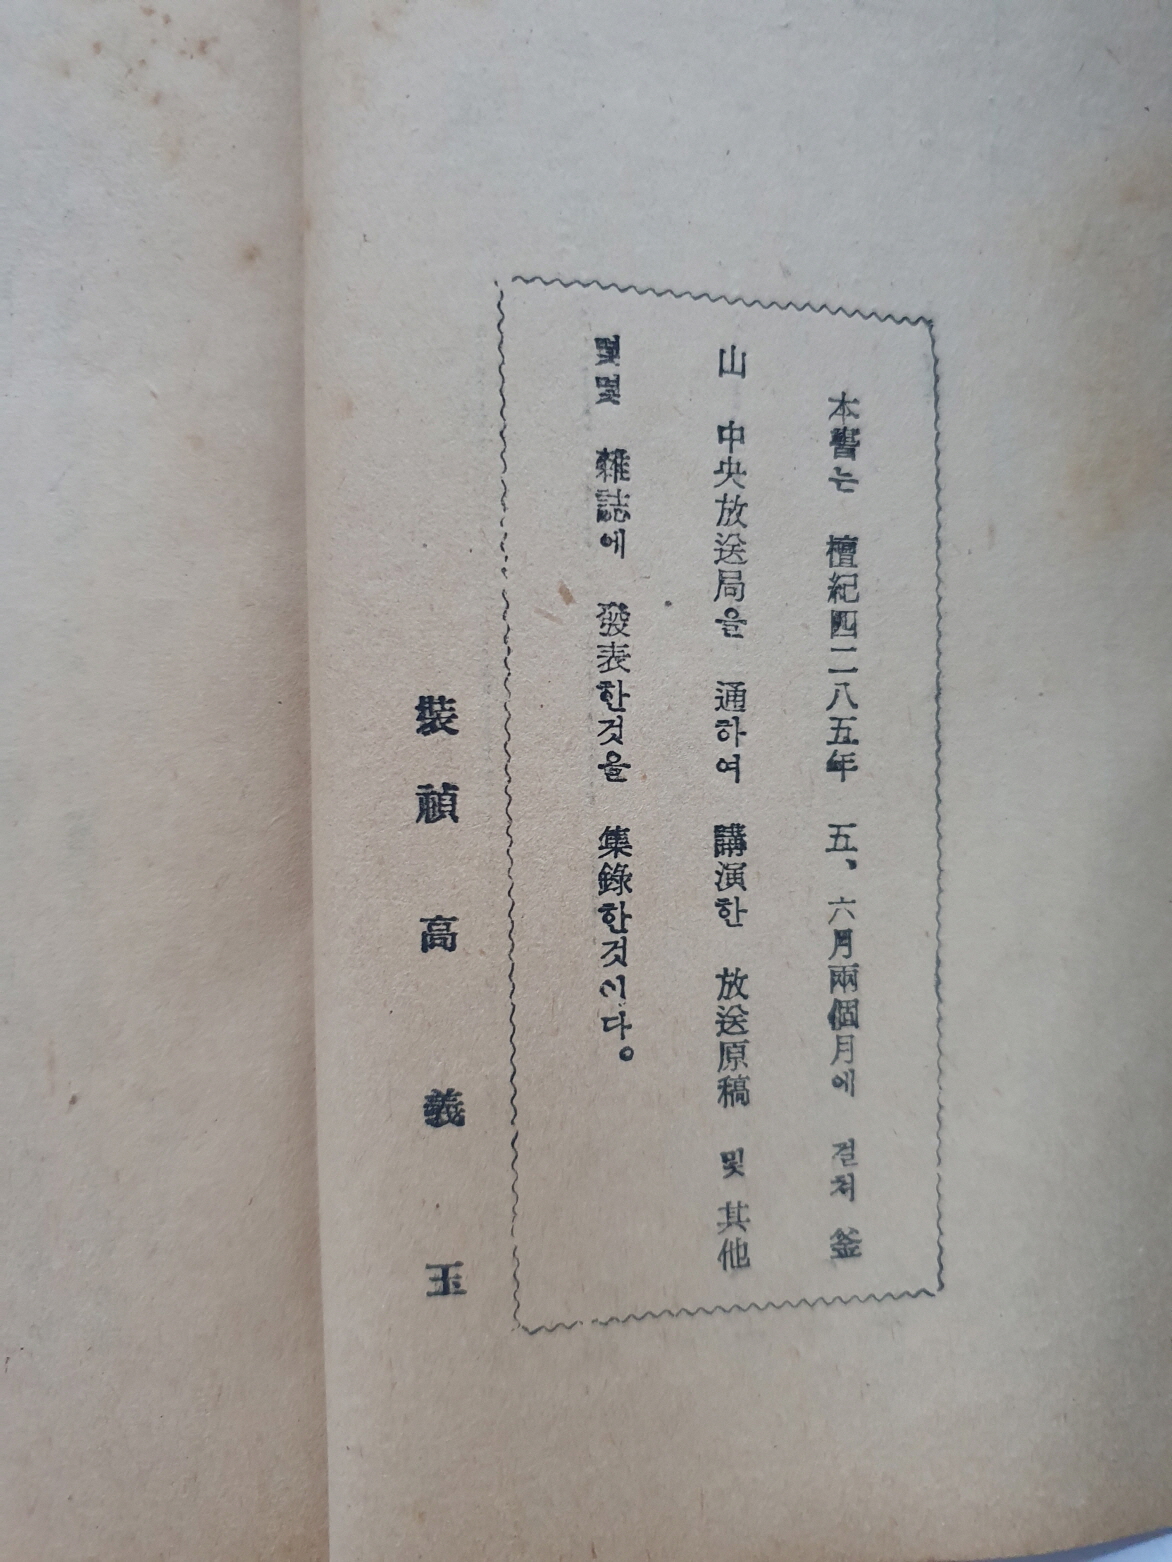 本書는 檀紀四二八五年 五、六月兩個月에 걸처 釜
山 中央放送局을 通하여 講演한 放送原稿 및 其他
몇몇 雜誌에 發表한것을 集錄한것이다。
裝禎 高義玉